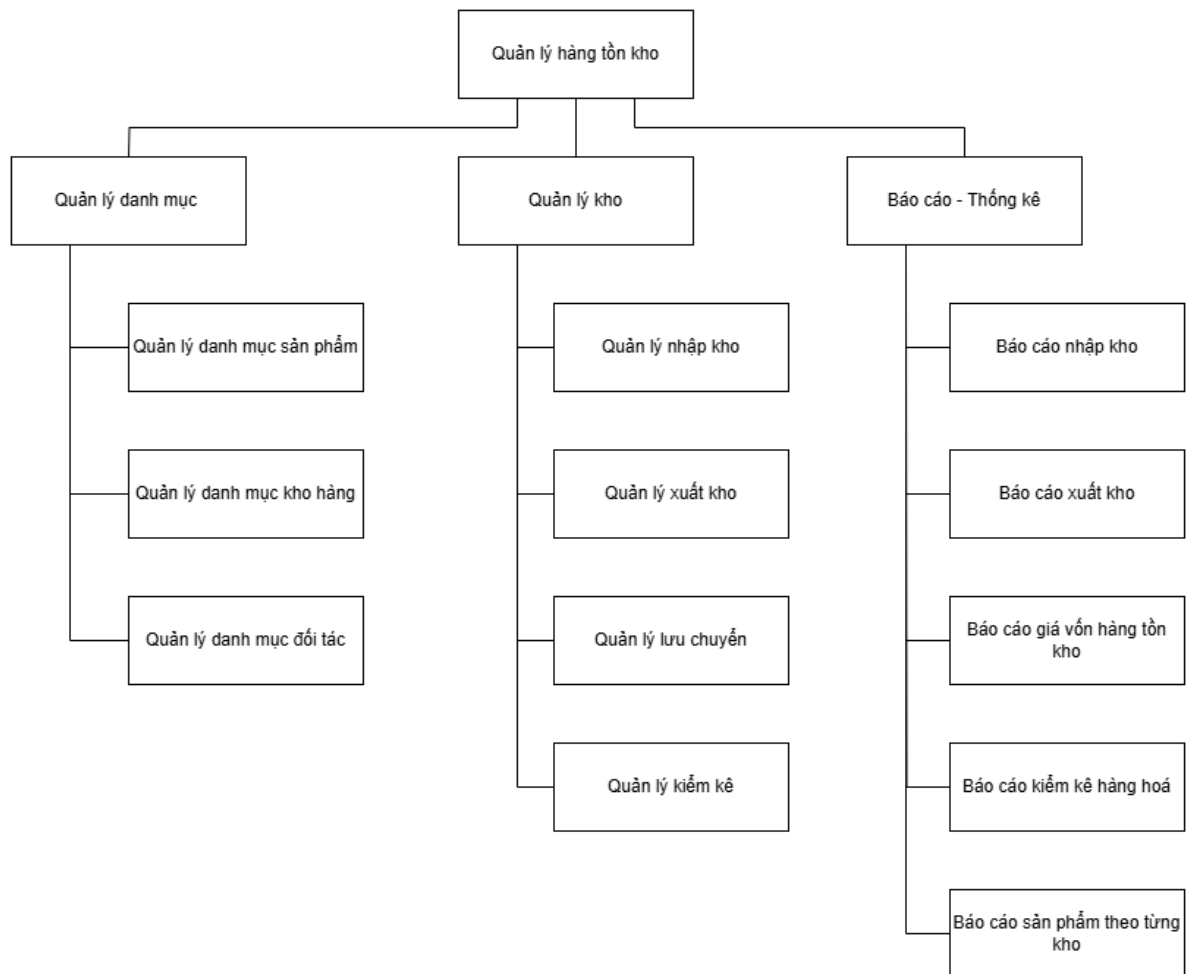 Quản lý hàng tồn kho
Quản lý danh mục
Quản lý kho
Báo cáo - Thống kê
Quản lý danh mục sản phẩm
Quản lý nhập kho
Báo cáo nhập kho
Quản lý danh mục kho hàng
Quản lý xuất kho
Báo cáo xuất kho
Quản lý danh mục đối tác
Quản lý lưu chuyển
Báo cáo giá vốn hàng tồn
kho
Quản lý kiểm kê
Báo cáo kiểm kê hàng hoá
Báo cáo sản phẩm theo từng
kho